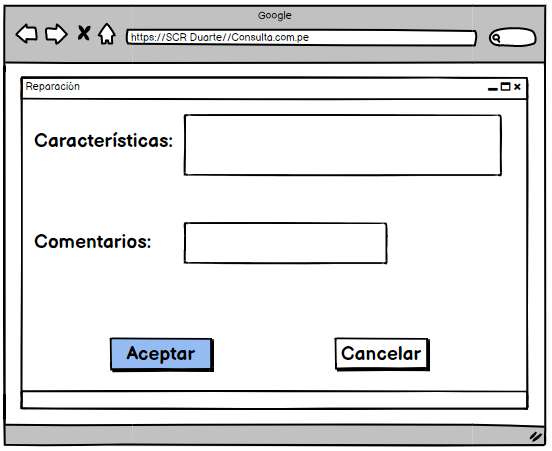 Google
https://SCR Duarte//Consulta.com.pe
Reparación
Características:
Comentarios:
Aceptar
Cancelar